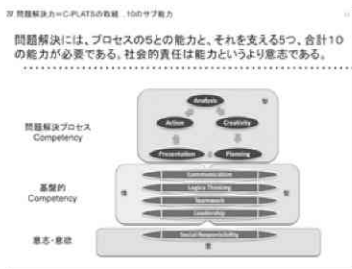 問題解決力=C-PLATSの取組 ．10のサブ能力
問題解決には、プロセスの5との能力と、それを支える5つ、合計10
の能力が必要である。社会的責任は能力というより意志である。
Analysis
Action
Creativity
問題解決プロセス
Competency
Presentation
Planning
Communication
Logica Thinking
基盤的
Competency
Teamwork
Leadership
意志・意欲
Social Responsibility